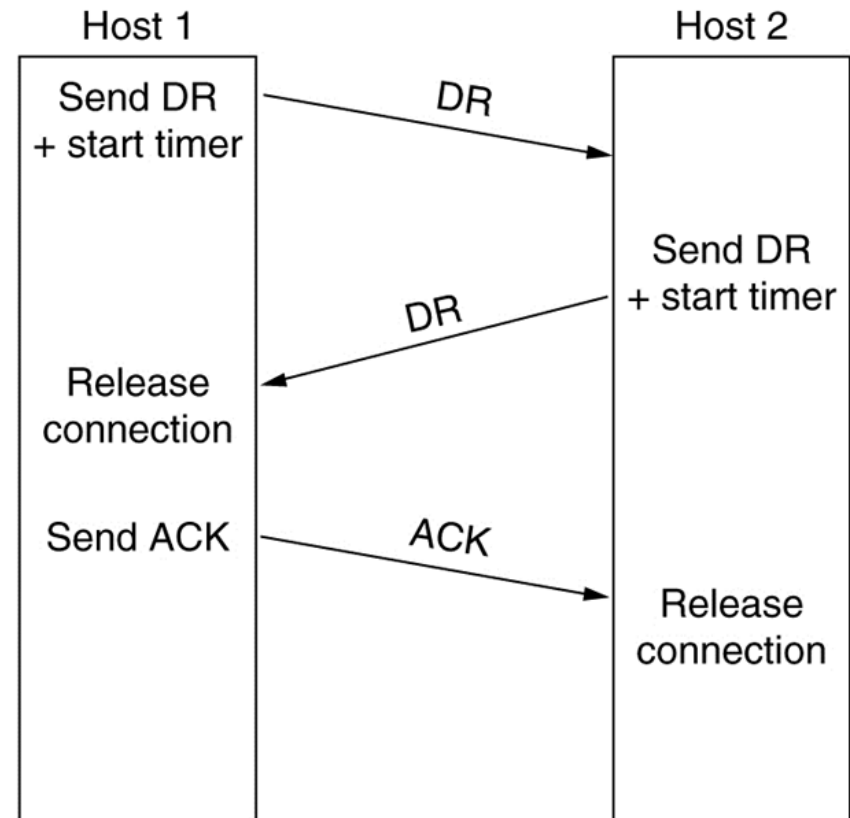 Host 1
Host 2
Send DR
+ start timer
DR
Send DR
+ start timer
DR
Release
connection
Send ACK
ACK
Release
connection